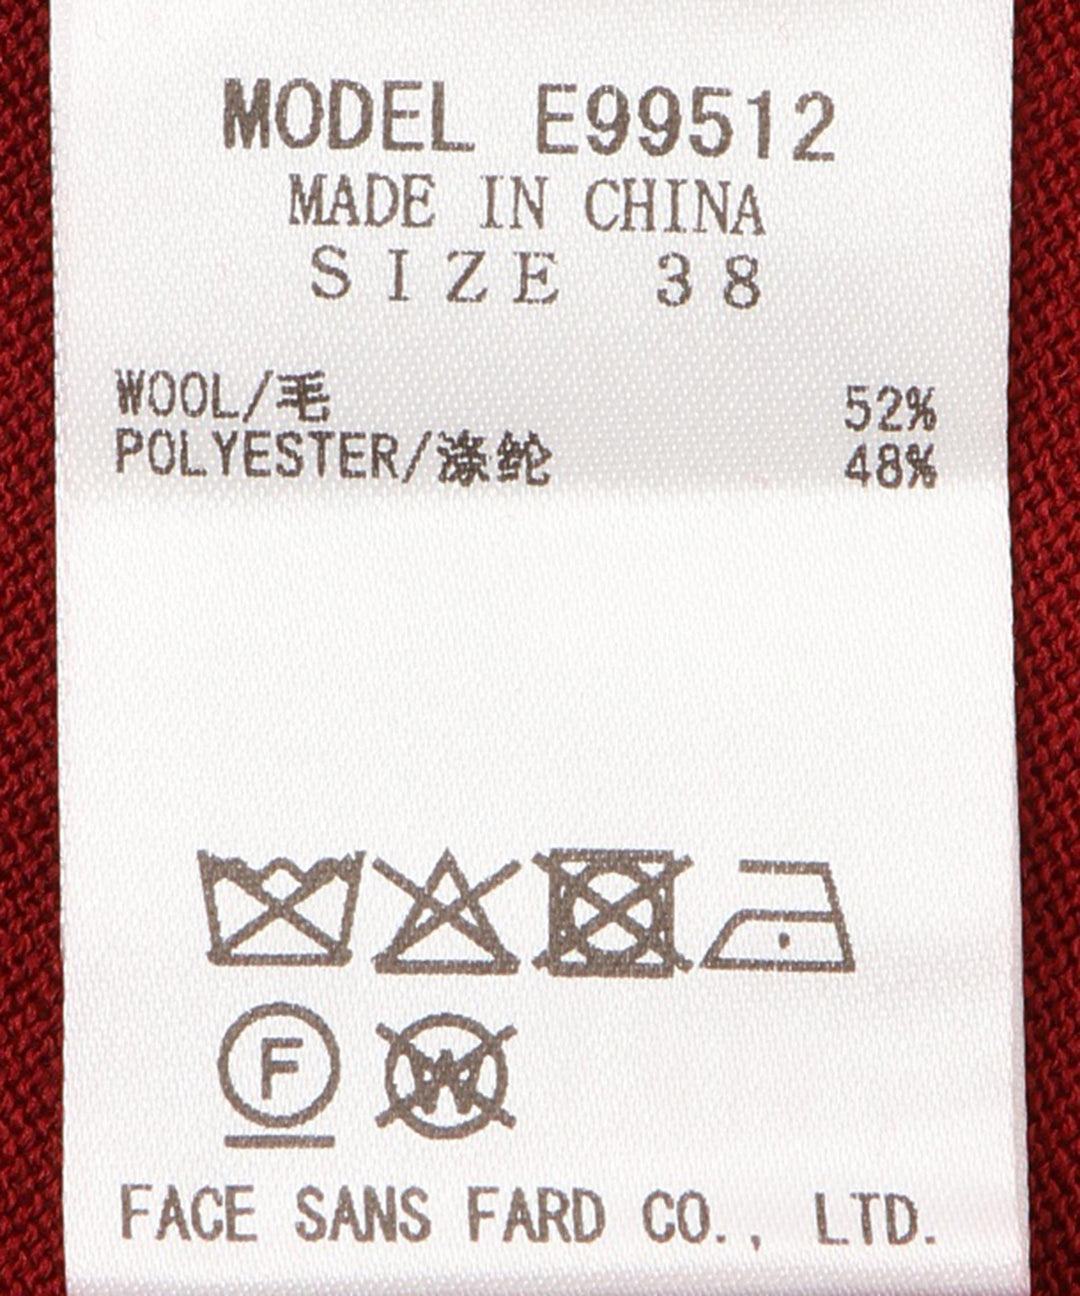 MODEL E99512
MADE IN CHINA
SIZE 38
WOOL/毛 52%
POLYESTER/涤纶 48%
F
W
FACE SANS FARD CO., LTD.